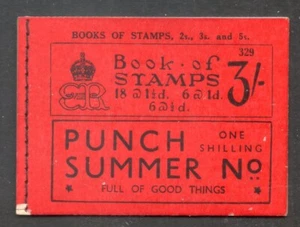 BOOKS OF STAMPS, 2s., 3s. and 5s.
329
Book of
STAMPS 3/-
18 @ 1½d. 6 @ 1d.
6 @ ½d.
PUNCH ONE
SHILLING
SUMMER No
★ FULL OF GOOD THINGS ★